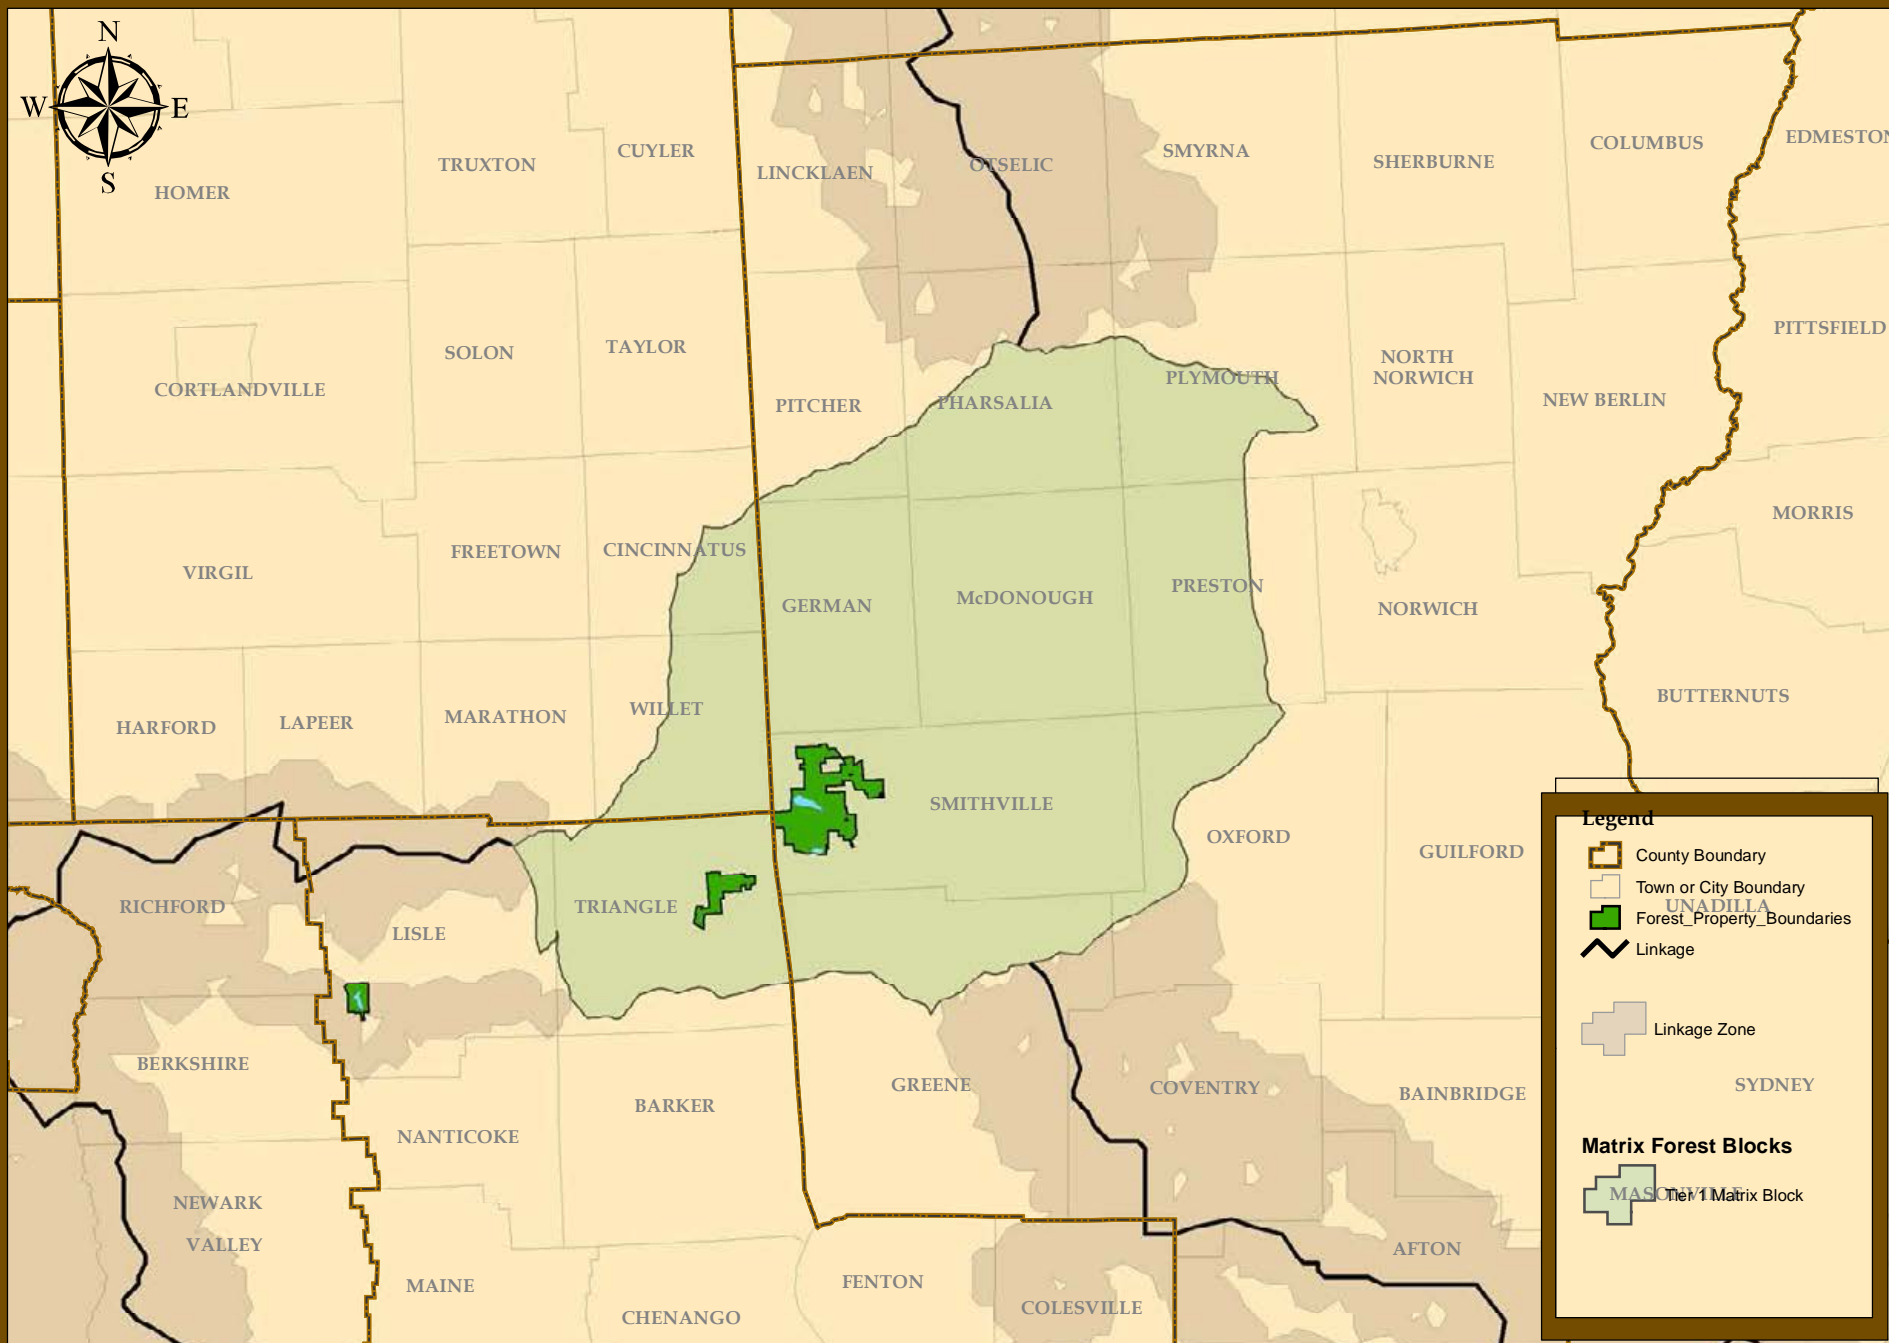 N
W E
S
HOMER
TRUXTON
CUYLER
LINCKLAEN
OTSELIC
SMYRNA
SHERBURNE
COLUMBUS
EDMESTON
CORTLANDVILLE
SOLON
TAYLOR
PITCHER
PHARSALIA
PLYMOUTH
NORTH
NORWICH
NEW BERLIN
PITTSFIELD
VIRGIL
FREETOWN
CINCINNATUS
GERMAN
McDONOUGH
PRESTON
NORWICH
MORRIS
HARFORD
LAPEER
MARATHON
WILLET
SMITHVILLE
OXFORD
GUILFORD
BUTTERNUTS
RICHFORD
LISLE
TRIANGLE
BERKSHIRE
NANTICOKE
BARKER
GREENE
COVENTRY
BAINBRIDGE
NEWARK
VALLEY
MAINE
CHENANGO
FENTON
COLESVILLE
AFTON
Legend
County Boundary
Town or City Boundary
UNADILLA
Forest_Property_Boundaries
Linkage
Linkage Zone
SYDNEY
Matrix Forest Blocks
MASONVILLE
Tier 1 Matrix Block